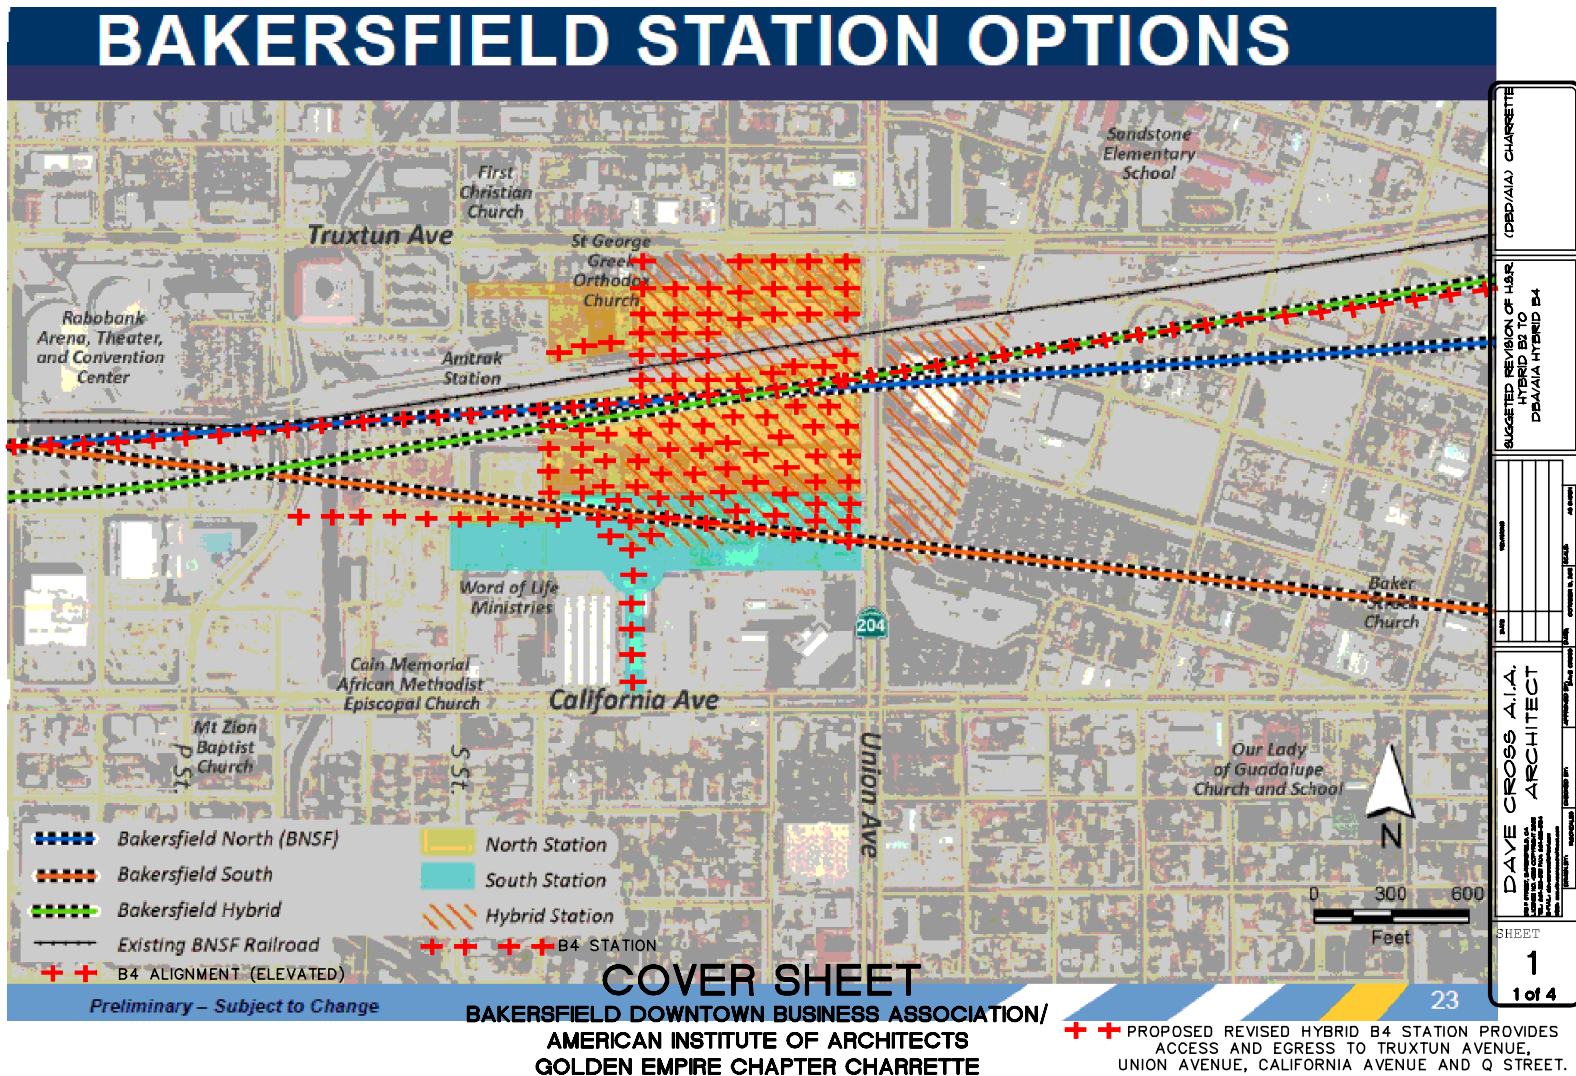 BAKERSFIELD STATION OPTIONS
Sandstone
Elementary
School
First
Christian
Church
Truxtun Ave
St George
Greek
Orthodox
Church
Rabobank
Arena, Theater,
and Convention
Center
Amtrak
Station
Word of Life
Ministries
204
Baker
Street
Church
Cain Memorial
African Methodist
Episcopal Church
California Ave
Mt Zion
Baptist
Church
P St.
S St.
Union Ave
Our Lady
of Guadalupe
Church and School
N
0 300 600
Feet
Bakersfield North (BNSF)
Bakersfield South
Bakersfield Hybrid
Existing BNSF Railroad
B4 ALIGNMENT (ELEVATED)
North Station
South Station
Hybrid Station
B4 STATION
Preliminary – Subject to Change
23
COVER SHEET
BAKERSFIELD DOWNTOWN BUSINESS ASSOCIATION/
AMERICAN INSTITUTE OF ARCHITECTS
GOLDEN EMPIRE CHAPTER CHARRETTE
PROPOSED REVISED HYBRID B4 STATION PROVIDES
ACCESS AND EGRESS TO TRUXTUN AVENUE,
UNION AVENUE, CALIFORNIA AVENUE AND Q STREET.
(DBD/AIA) CHARRETTE
SUGGETED REVISION OF H.S.R.
HYBRID B2 TO
DBA/AIA HYBRID B4
REVISIONS
DATE
DAVE CROSS A.I.A.
ARCHITECT
SHEET
1
1 of 4